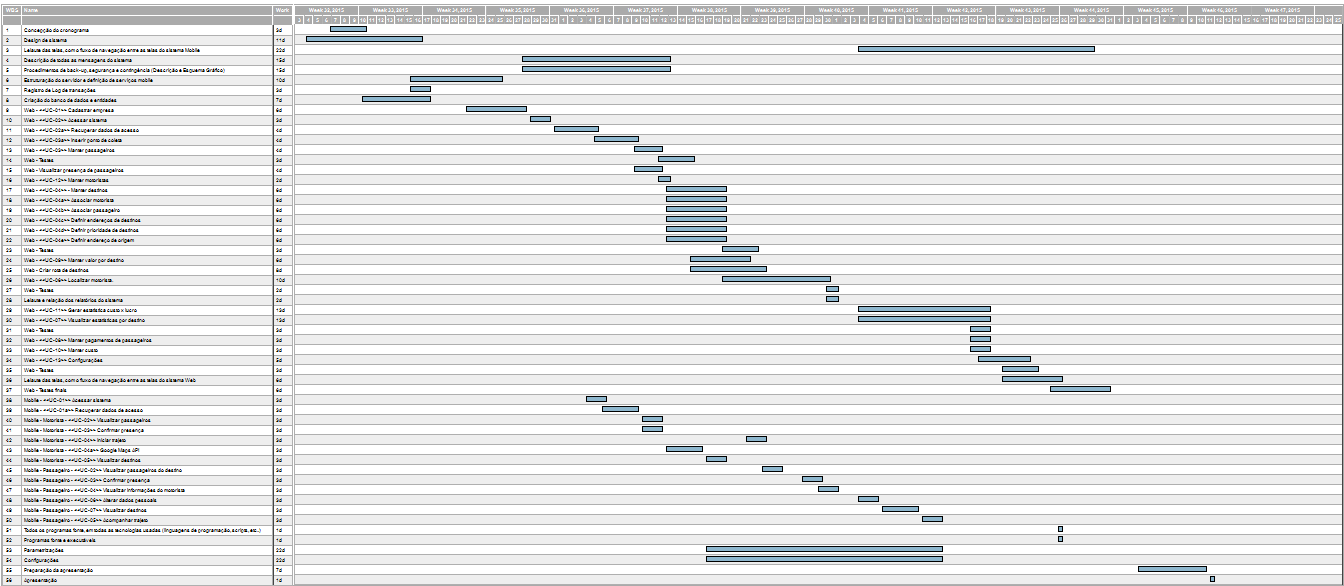 WBS Name Work Week 32, 2015 Week 33, 2015 Week 34, 2015 Week 35, 2015 Week 36, 2015 Week 37, 2015 Week 38, 2015 Week 39, 2015 Week 40, 2015 Week 41, 2015 Week 42, 2015 Week 43, 2015 Week 44, 2015 Week 45, 2015 Week 46, 2015 Week 47, 2015
1 Concepção do cronograma 3d
2 Design de sistema 11d
3 Leiaute das telas, com o fluxo de navegação entre as telas do sistema Mobile 22d
4 Descrição de todas as mensagens do sistema 15d
5 Procedimentos de back-up, segurança e contingência (Descrição e Esquema Gráfico) 15d
6 Estruturação do servidor e definição de serviços mobile 10d
7 Registro de Log de transações 3d
8 Criação do banco de dados e entidades 7d
9 Web - <<UC-01>> Cadastrar empresa 6d
10 Web - <<UC-02>> Acessar sistema 3d
11 Web - <<UC-02a>> Recuperar dados de acesso 4d
12 Web - <<UC-03a>> Inserir ponto de coleta 4d
13 Web - <<UC-03>> Manter passageiros 4d
14 Web - Testes 3d
15 Web - Visualizar presença de passageiros 4d
16 Web - <<UC-12>> Manter motoristas 2d
17 Web - <<UC-04>> - Manter destinos 6d
18 Web - <<UC-04a>> Associar motorista 6d
19 Web - <<UC-04b>> Associar passageiro 6d
20 Web - <<UC-04c>> Definir endereços de destinos 6d
21 Web - <<UC-04d>> Definir prioridade de destinos 6d
22 Web - <<UC-04e>> Definir endereço de origem 6d
23 Web - Testes 3d
24 Web - <<UC-05>> Manter valor por destino 6d
25 Web - Criar rota de destinos 6d
26 Web - <<UC-06>> Localizar motorista. 10d
27 Web - Testes 2d
28 Leiaute e relação dos relatórios do sistema 2d
29 Web - <<UC-11>> Gerar estatística custo x lucro 13d
30 Web - <<UC-07>> Visualizar estatísticas por destino 13d
31 Web - Testes 3d
32 Web - <<UC-08>> Manter pagamentos de passageiros 3d
33 Web - <<UC-10>> Manter custo 3d
34 Web - <<UC-13>> Configurações 5d
35 Web - Testes 3d
36 Leiaute das telas, com o fluxo de navegação entre as telas do sistema Web 6d
37 Web - Testes finais 6d
38 Mobile - <<UC-01>> Acessar sistema 3d
39 Mobile - <<UC-01a>> Recuperar dados de acesso 3d
40 Mobile - Motorista - <<UC-02>> Visualizar passageiros 3d
41 Mobile - Motorista - <<UC-03>> Confirmar presença 3d
42 Mobile - Motorista - <<UC-04>> Iniciar trajeto 3d
43 Mobile - Motorista - <<UC-04a>> Google Maps API 3d
44 Mobile - Motorista - <<UC-05>> Visualizar destinos 3d
45 Mobile - Passageiro - <<UC-02>> Visualizar passageiros do destino 3d
46 Mobile - Passageiro - <<UC-03>> Confirmar presença 3d
47 Mobile - Passageiro - <<UC-04>> Visualizar informações do motorista 3d
48 Mobile - Passageiro - <<UC-06>> Alterar dados pessoais 3d
49 Mobile - Passageiro - <<UC-07>> Visualizar destinos 3d
50 Mobile - Passageiro - <<UC-05>> Acompanhar trajeto 3d
51 Todos os programas fonte, em todas as tecnologias usadas (linguagens de programação, scripts, etc..) 1d
52 Programas fonte e executáveis 1d
53 Parametrizações 22d
54 Configurações 22d
55 Preparação da apresentação 7d
56 Apresentação 1d